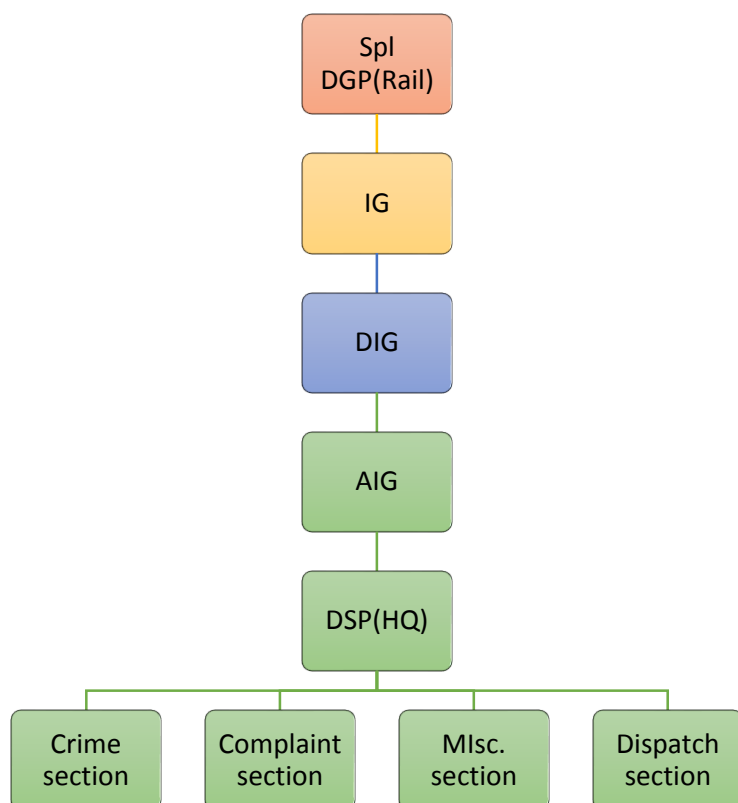 Spl
DGP(Rail)
IG
DIG
AIG
DSP(HQ)
Crime
section
Complaint
section
MIsc.
section
Dispatch
section